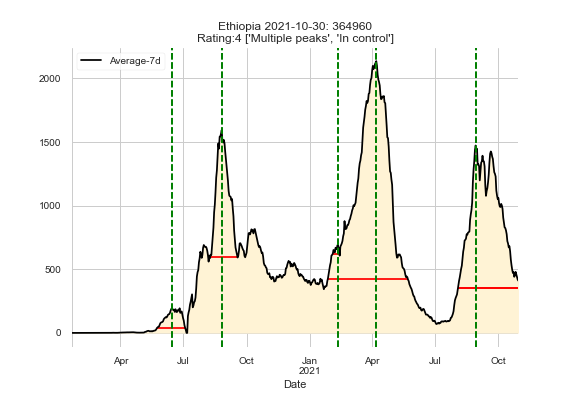 Ethiopia 2021-10-30: 364960
Rating:4 ['Multiple peaks', 'In control']
Average-7d
2000
1500
1000
500
0
Apr Jul Oct Jan Apr Jul Oct
2021
Date